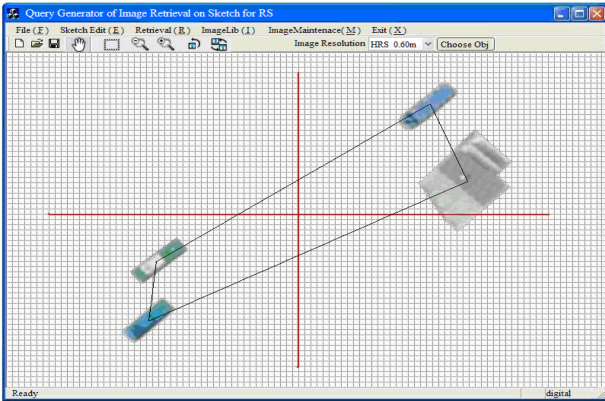 Query Generator of Image Retrieval on Sketch for RS
File (F) Sketch Edit (E) Retrieval (R) ImageLib (I) ImageMaintenace(M) Exit (X)
Image Resolution HRS 0.60m Choose Obj
Ready digital